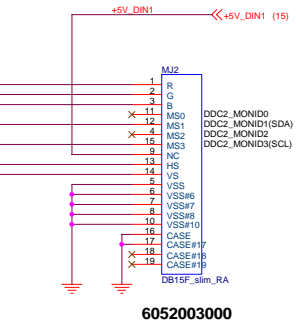 +5V_DIN1
+5V_DIN1 (15)
MJ2
1 R
2 G
3 B
11 MS0 DDC2_MONID0
12 MS1 DDC2_MONID1(SDA)
4 MS2 DDC2_MONID2
15 MS3 DDC2_MONID3(SCL)
9 NC
13 HS
14 VS
5 VSS
6 VSS#6
7 VSS#7
8 VSS#8
10 VSS#10
16 CASE
17 CASE#17
18 CASE#18
19 CASE#19
DB15F_slim_RA
6052003000